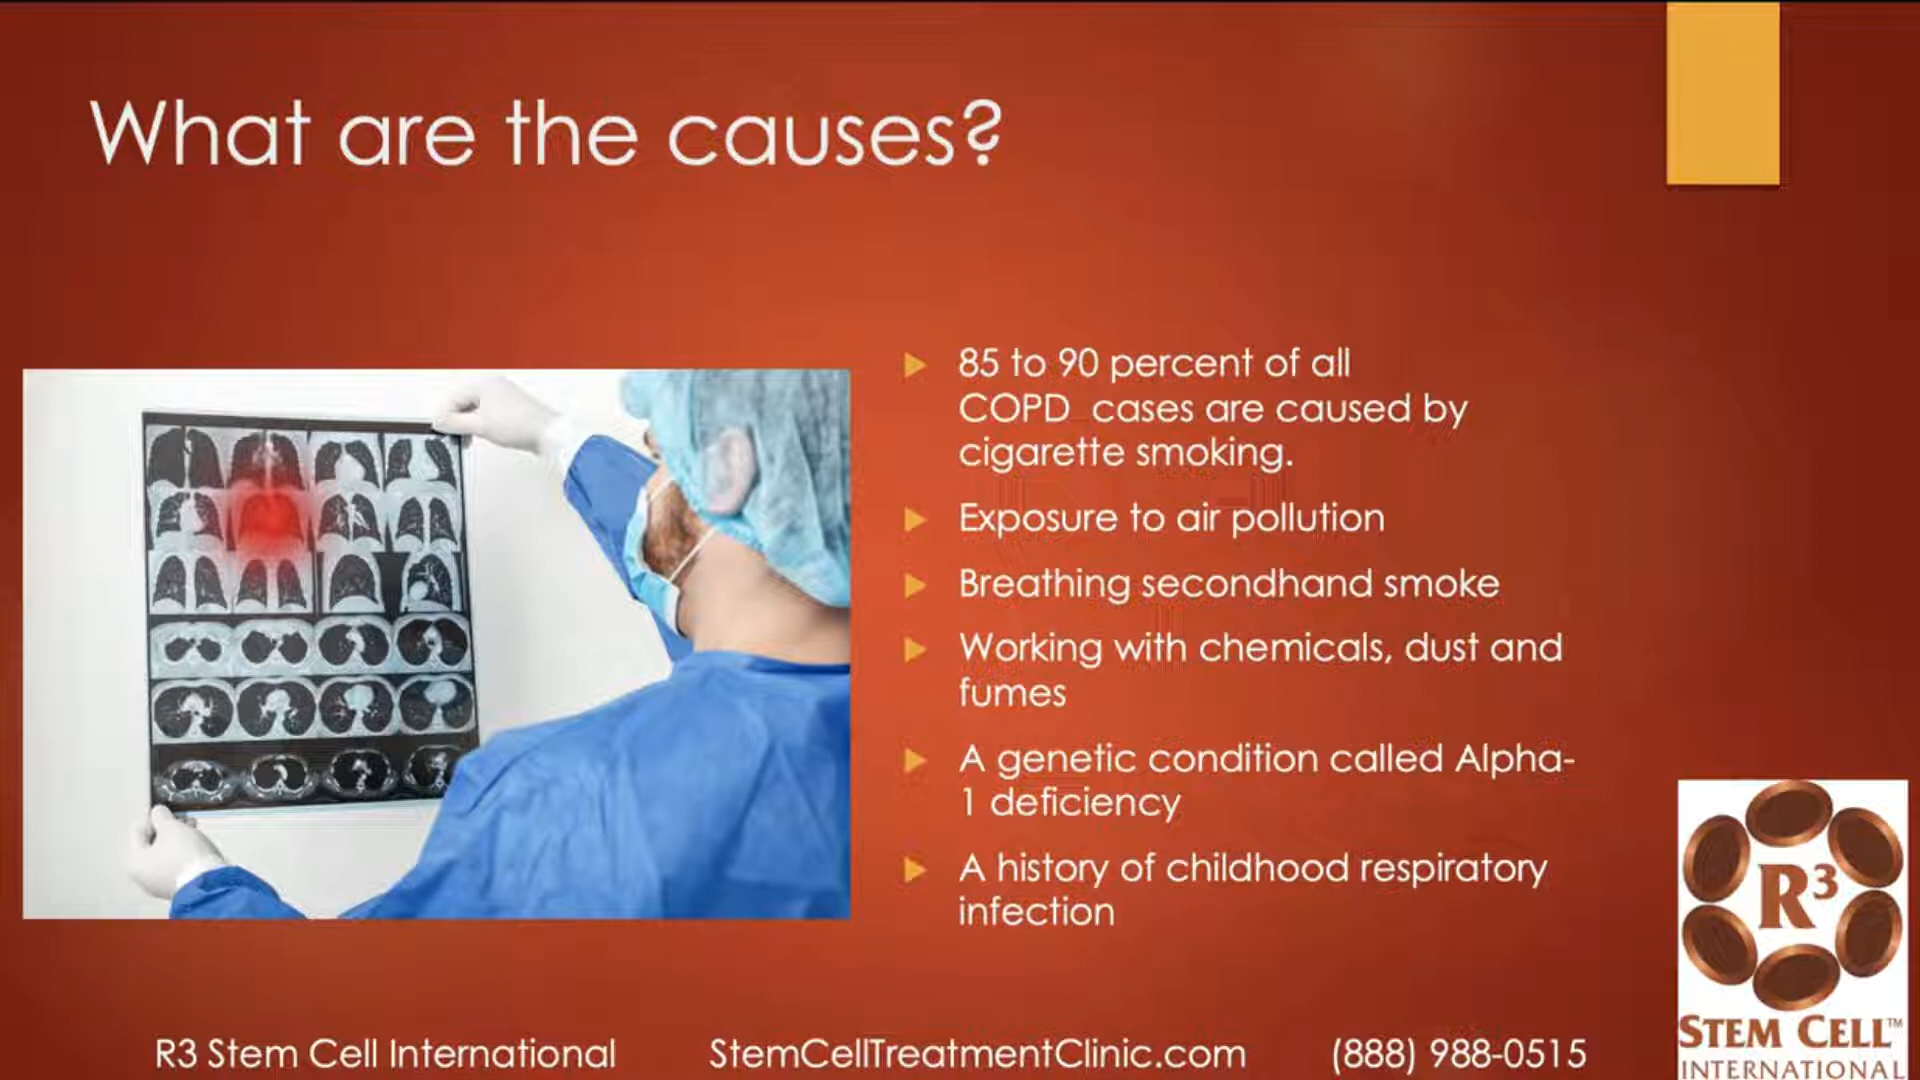 What are the causes?
85 to 90 percent of all
COPD cases are caused by
cigarette smoking.
Exposure to air pollution
Breathing secondhand smoke
Working with chemicals, dust and
fumes
A genetic condition called Alpha-
1 deficiency
A history of childhood respiratory
infection
R3
STEM CELL™
INTERNATIONAL
R3 Stem Cell International StemCellTreatmentClinic.com (888) 988-0515